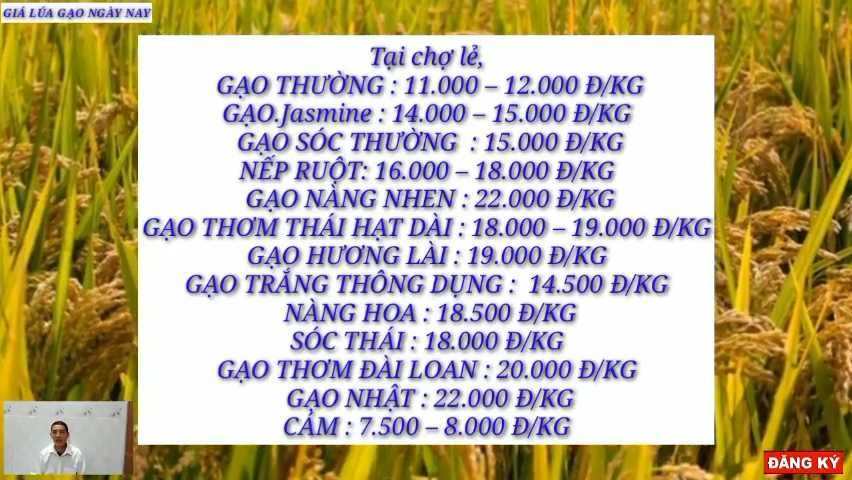 GIÁ LÚA GẠO NGÀY NAY
Tại chợ lẻ,
GẠO THƯỜNG : 11.000 – 12.000 Đ/KG
GẠO.Jasmine : 14.000 – 15.000 Đ/KG
GẠO SÓC THƯỜNG : 15.000 Đ/KG
NẾP RUỘT: 16.000 – 18.000 Đ/KG
GẠO NÀNG NHEN : 22.000 Đ/KG
GẠO THƠM THÁI HẠT DÀI : 18.000 – 19.000 Đ/KG
GẠO HƯƠNG LÀI : 19.000 Đ/KG
GẠO TRẮNG THÔNG DỤNG : 14.500 Đ/KG
NÀNG HOA : 18.500 Đ/KG
SÓC THÁI : 18.000 Đ/KG
GẠO THƠM ĐÀI LOAN : 20.000 Đ/KG
GẠO NHẬT : 22.000 Đ/KG
CÁM : 7.500 – 8.000 Đ/KG
ĐĂNG KÝ